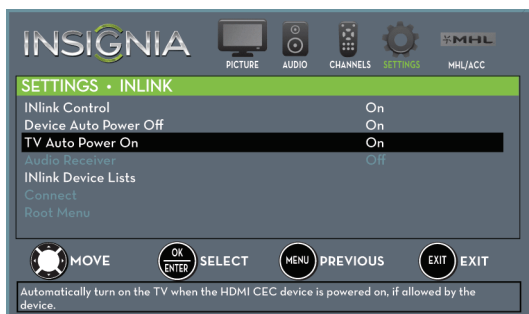 INSIGNIA
PICTURE AUDIO CHANNELS SETTINGS MHL MHL/ACC
SETTINGS • INLINK
INlink Control On
Device Auto Power Off On
TV Auto Power On On
Audio Receiver Off
INlink Device Lists
Connect
Root Menu
MOVE OK ENTER SELECT MENU PREVIOUS EXIT EXIT
Automatically turn on the TV when the HDMI CEC device is powered on, if allowed by the
device.